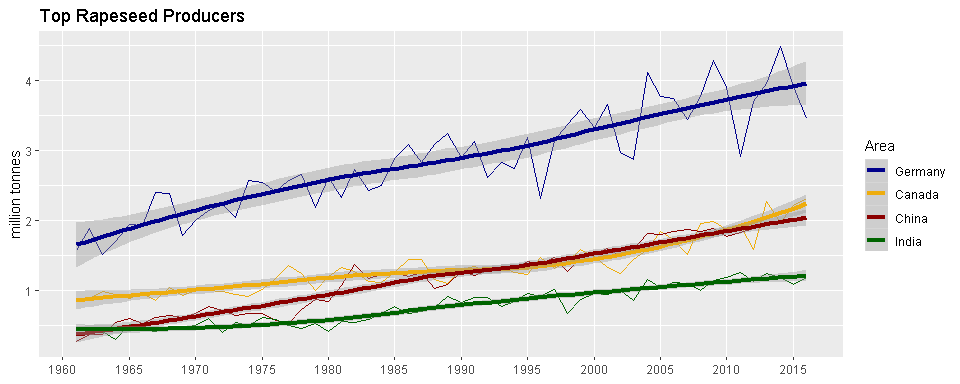 Top Rapeseed Producers
million tonnes
4
3
2
1
1960 1965 1970 1975 1980 1985 1990 1995 2000 2005 2010 2015
Area
Germany
Canada
China
India